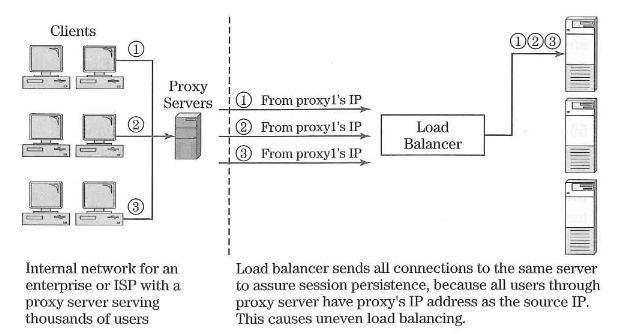 Clients
①
②
③
Proxy
Servers
① From proxy1's IP
② From proxy1's IP
③ From proxy1's IP
Load
Balancer
①②③
Internal network for an
enterprise or ISP with a
proxy server serving
thousands of users
Load balancer sends all connections to the same server
to assure session persistence, because all users through
proxy server have proxy's IP address as the source IP.
This causes uneven load balancing.